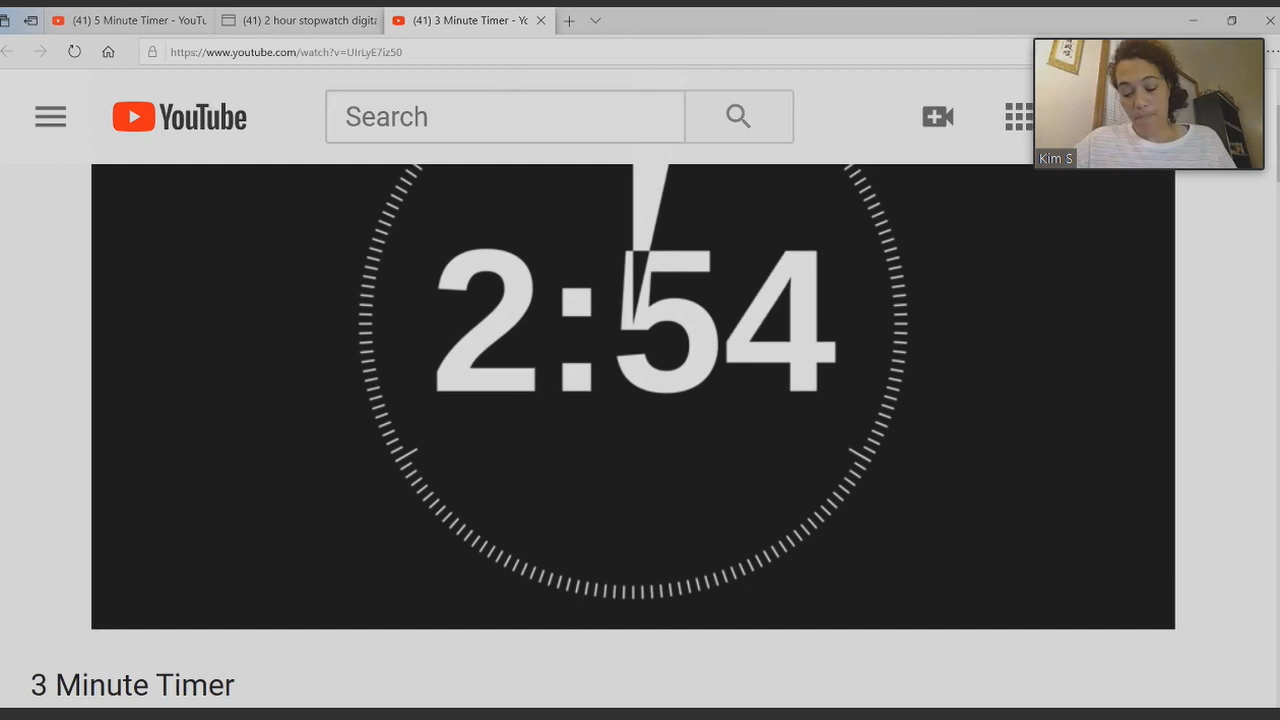 (41) 5 Minute Timer - YouTu
(41) 2 hour stopwatch digita
(41) 3 Minute Timer - Yo
https://www.youtube.com/watch?v=UIrLyE7iz50
YouTube
Search
Kim S
2:54
3 Minute Timer